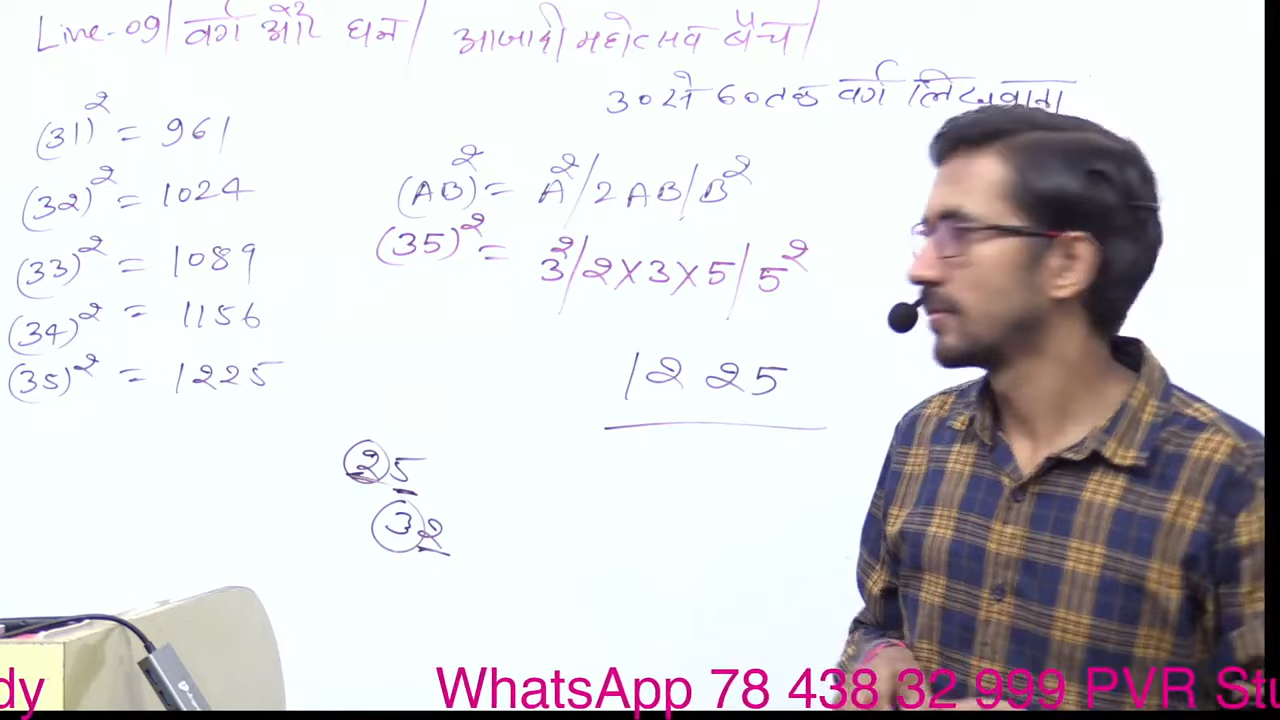 Live-09/ वर्ग और घन/ आजादी महोत्सव बैच/
30 से 60 तक वर्ग लिखवाना
(31)² = 961
(32)² = 1024
(33)² = 1089
(34)² = 1156
(35)² = 1225
(AB)² = A²/2AB/B²
(35)² = 3²/2×3×5/5²
1225
25
32
dy WhatsApp 78 438 32 999 PVR Stu